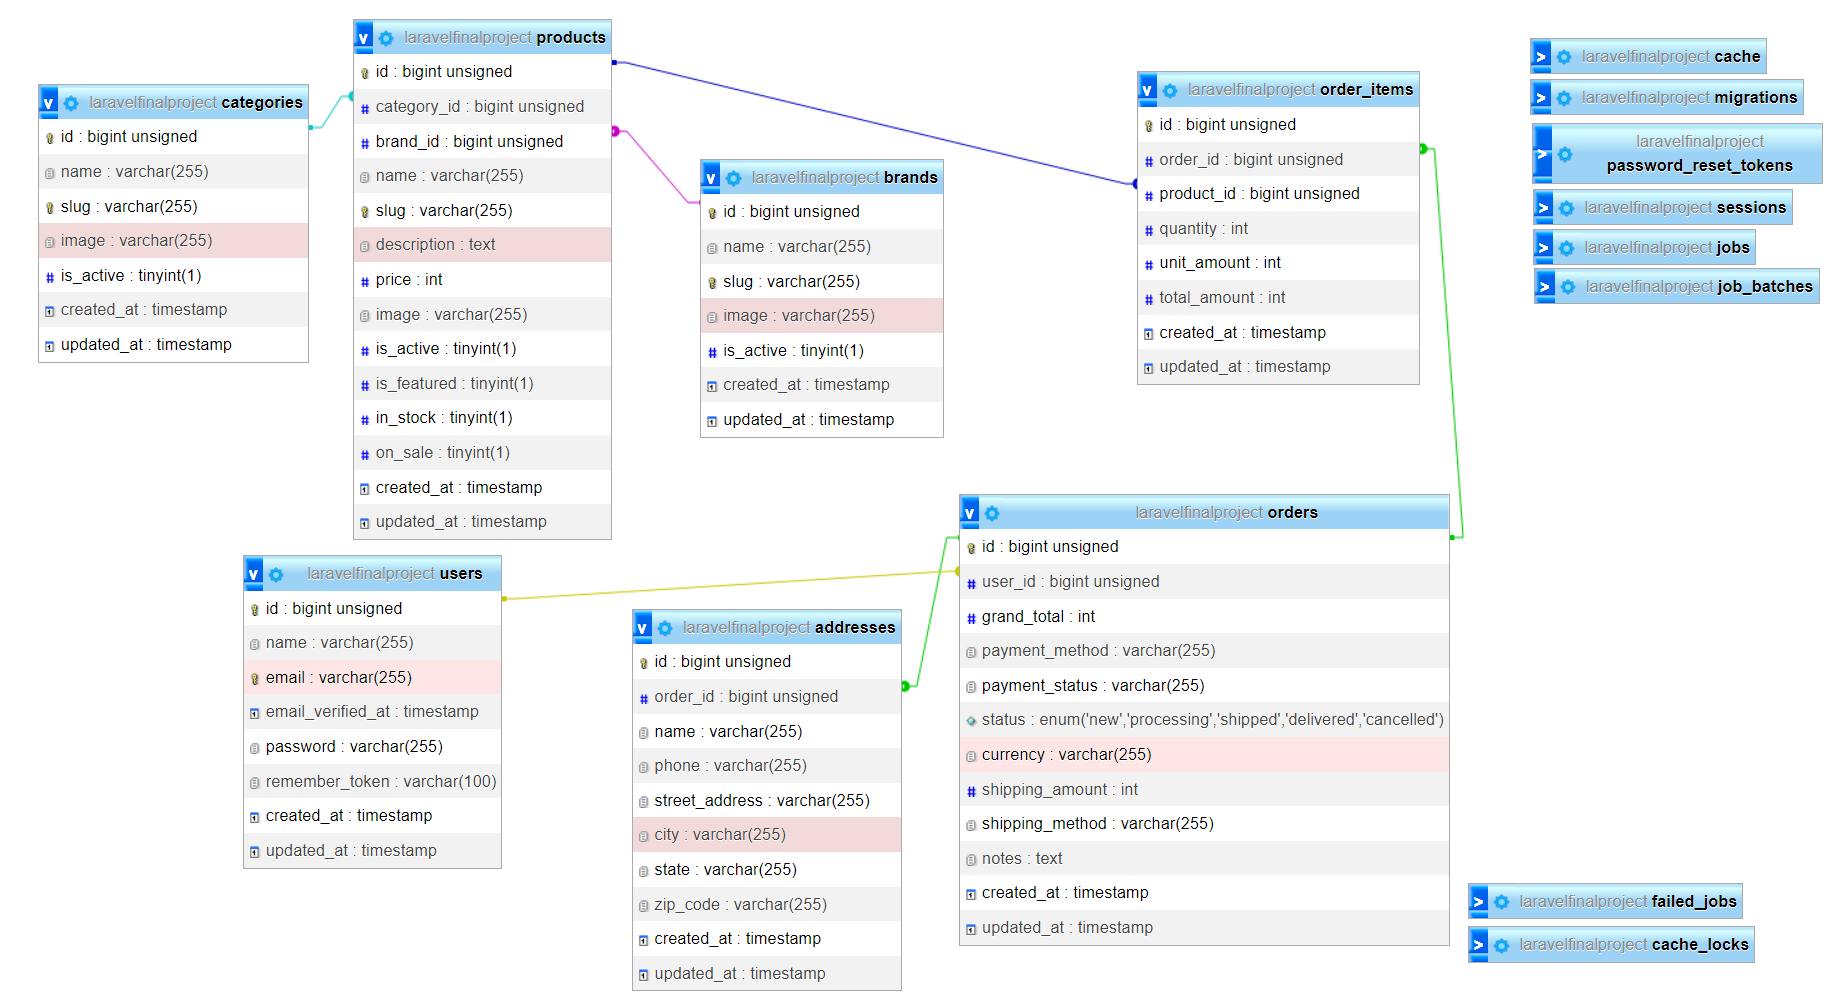 laravelfinalproject categories
id : bigint unsigned
name : varchar(255)
slug : varchar(255)
image : varchar(255)
is_active : tinyint(1)
created_at : timestamp
updated_at : timestamp
laravelfinalproject products
id : bigint unsigned
category_id : bigint unsigned
brand_id : bigint unsigned
name : varchar(255)
slug : varchar(255)
description : text
price : int
image : varchar(255)
is_active : tinyint(1)
is_featured : tinyint(1)
in_stock : tinyint(1)
on_sale : tinyint(1)
created_at : timestamp
updated_at : timestamp
laravelfinalproject brands
id : bigint unsigned
name : varchar(255)
slug : varchar(255)
image : varchar(255)
is_active : tinyint(1)
created_at : timestamp
updated_at : timestamp
laravelfinalproject order_items
id : bigint unsigned
order_id : bigint unsigned
product_id : bigint unsigned
quantity : int
unit_amount : int
total_amount : int
created_at : timestamp
updated_at : timestamp
laravelfinalproject cache
laravelfinalproject migrations
laravelfinalproject
password_reset_tokens
laravelfinalproject sessions
laravelfinalproject jobs
laravelfinalproject job_batches
laravelfinalproject users
id : bigint unsigned
name : varchar(255)
email : varchar(255)
email_verified_at : timestamp
password : varchar(255)
remember_token : varchar(100)
created_at : timestamp
updated_at : timestamp
laravelfinalproject addresses
id : bigint unsigned
order_id : bigint unsigned
name : varchar(255)
phone : varchar(255)
street_address : varchar(255)
city : varchar(255)
state : varchar(255)
zip_code : varchar(255)
created_at : timestamp
updated_at : timestamp
laravelfinalproject orders
id : bigint unsigned
user_id : bigint unsigned
grand_total : int
payment_method : varchar(255)
payment_status : varchar(255)
status : enum('new','processing','shipped','delivered','cancelled')
currency : varchar(255)
shipping_amount : int
shipping_method : varchar(255)
notes : text
created_at : timestamp
updated_at : timestamp
laravelfinalproject failed_jobs
laravelfinalproject cache_locks